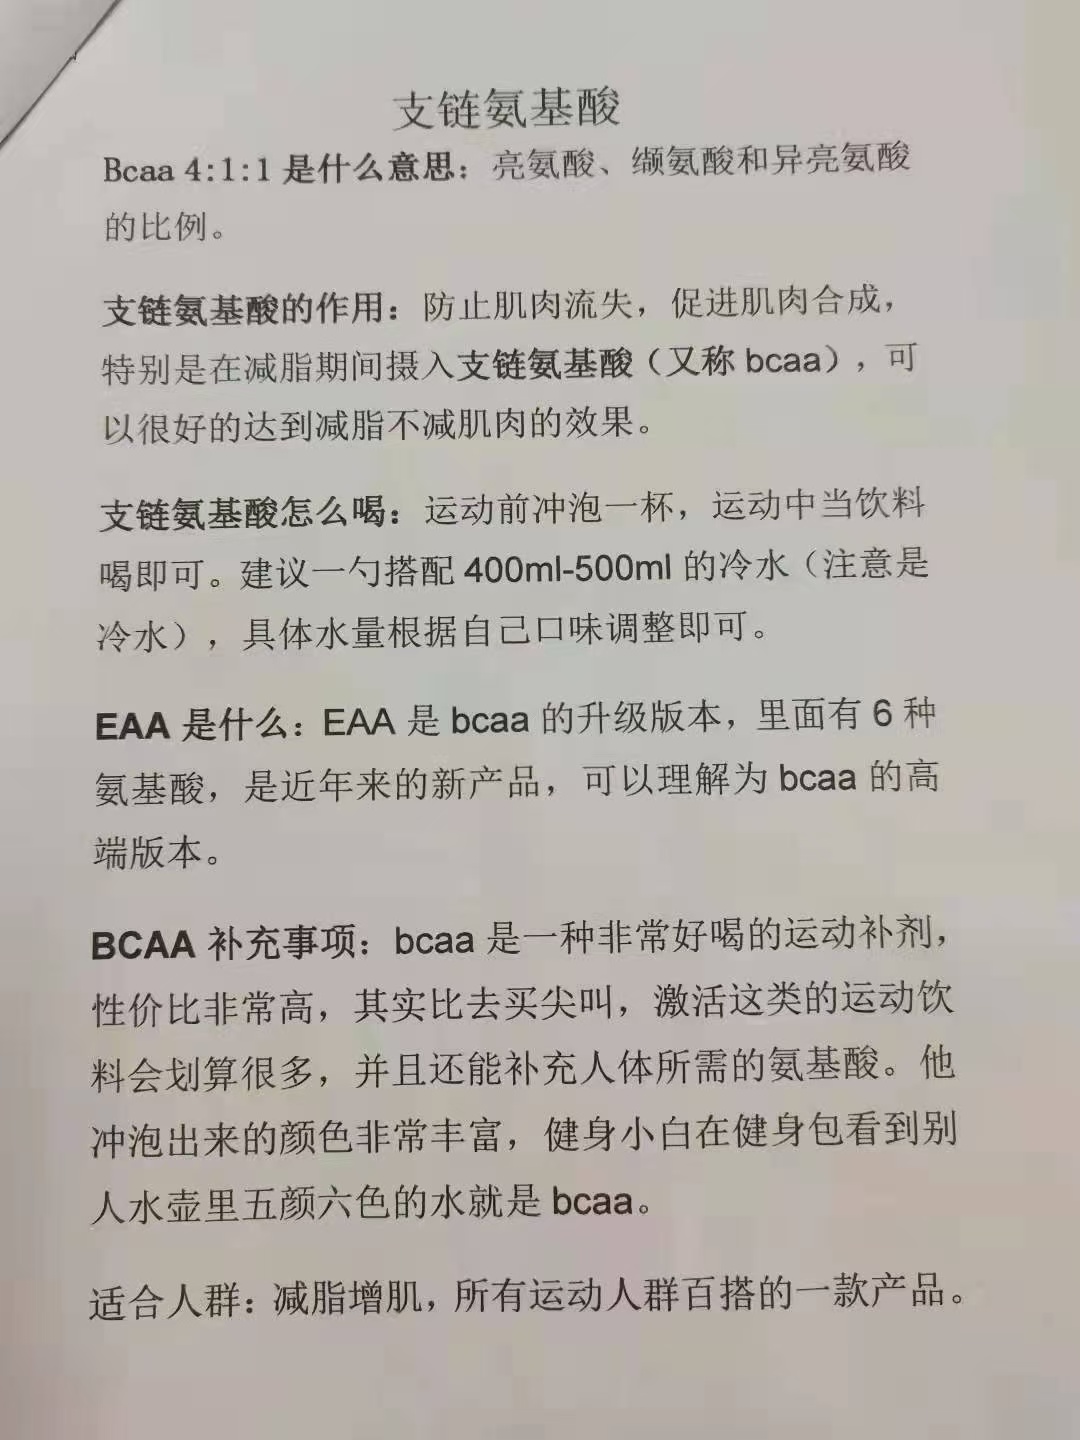 支链氨基酸
Bcaa 4:1:1 是什么意思：亮氨酸、缬氨酸和异亮氨酸
的比例。
支链氨基酸的作用：防止肌肉流失，促进肌肉合成，
特别是在减脂期间摄入支链氨基酸（又称 bcaa），可
以很好的达到减脂不减肌肉的效果。
支链氨基酸怎么喝：运动前冲泡一杯，运动中当饮料
喝即可。建议一勺搭配 400ml-500ml 的冷水（注意是
冷水），具体水量根据自己口味调整即可。
EAA 是什么：EAA 是 bcaa 的升级版本，里面有 6 种
氨基酸，是近年来的新产品，可以理解为 bcaa 的高
端版本。
BCAA 补充事项：bcaa 是一种非常好喝的运动补剂，
性价比非常高，其实比去买尖叫，激活这类的运动饮
料会划算很多，并且还能补充人体所需的氨基酸。他
冲泡出来的颜色非常丰富，健身小白在健身包看到别
人水壶里五颜六色的水就是 bcaa。
适合人群：减脂增肌，所有运动人群百搭的一款产品。